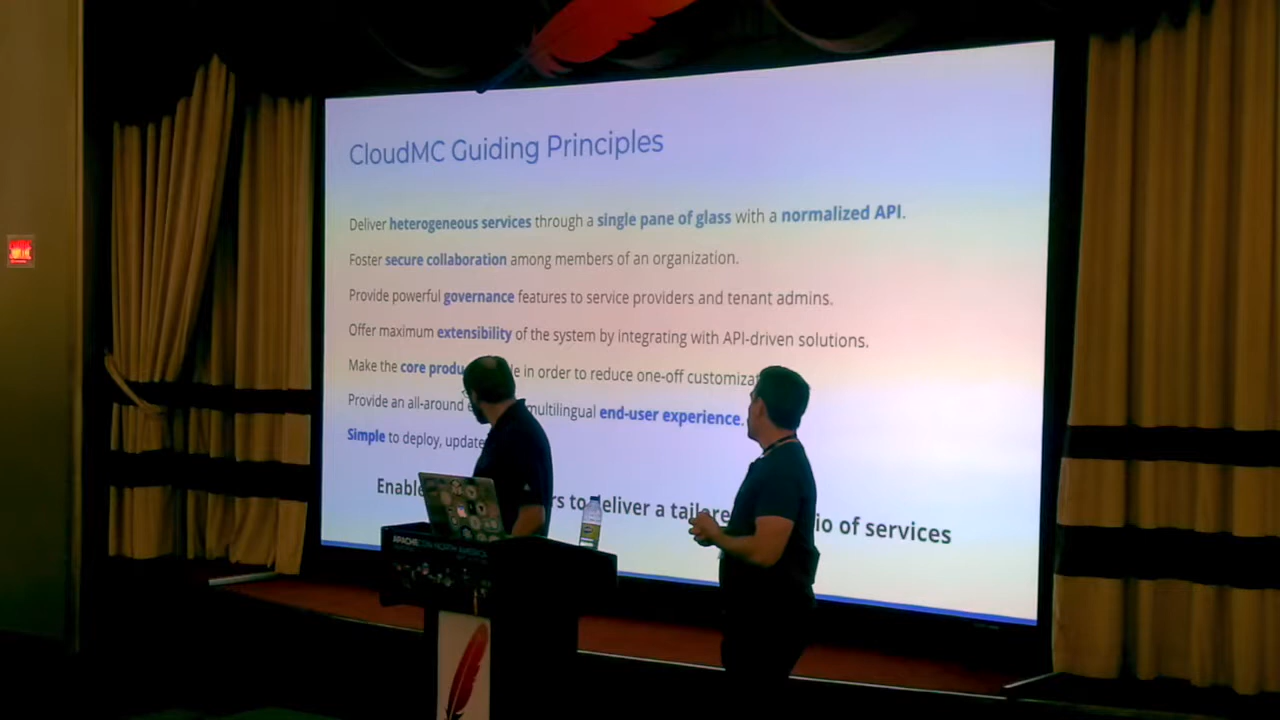 CloudMC Guiding Principles
Deliver heterogeneous services through a single pane of glass with a normalized API.
Foster secure collaboration among members of an organization.
Provide powerful governance features to service providers and tenant admins.
Offer maximum extensibility of the system by integrating with API-driven solutions.
Make the core in order to reduce one-off
Provide an all-around multilingual end-user experience.
Simple to deploy, update
Enable to deliver a of services
APACHECON NORTH AMERICA